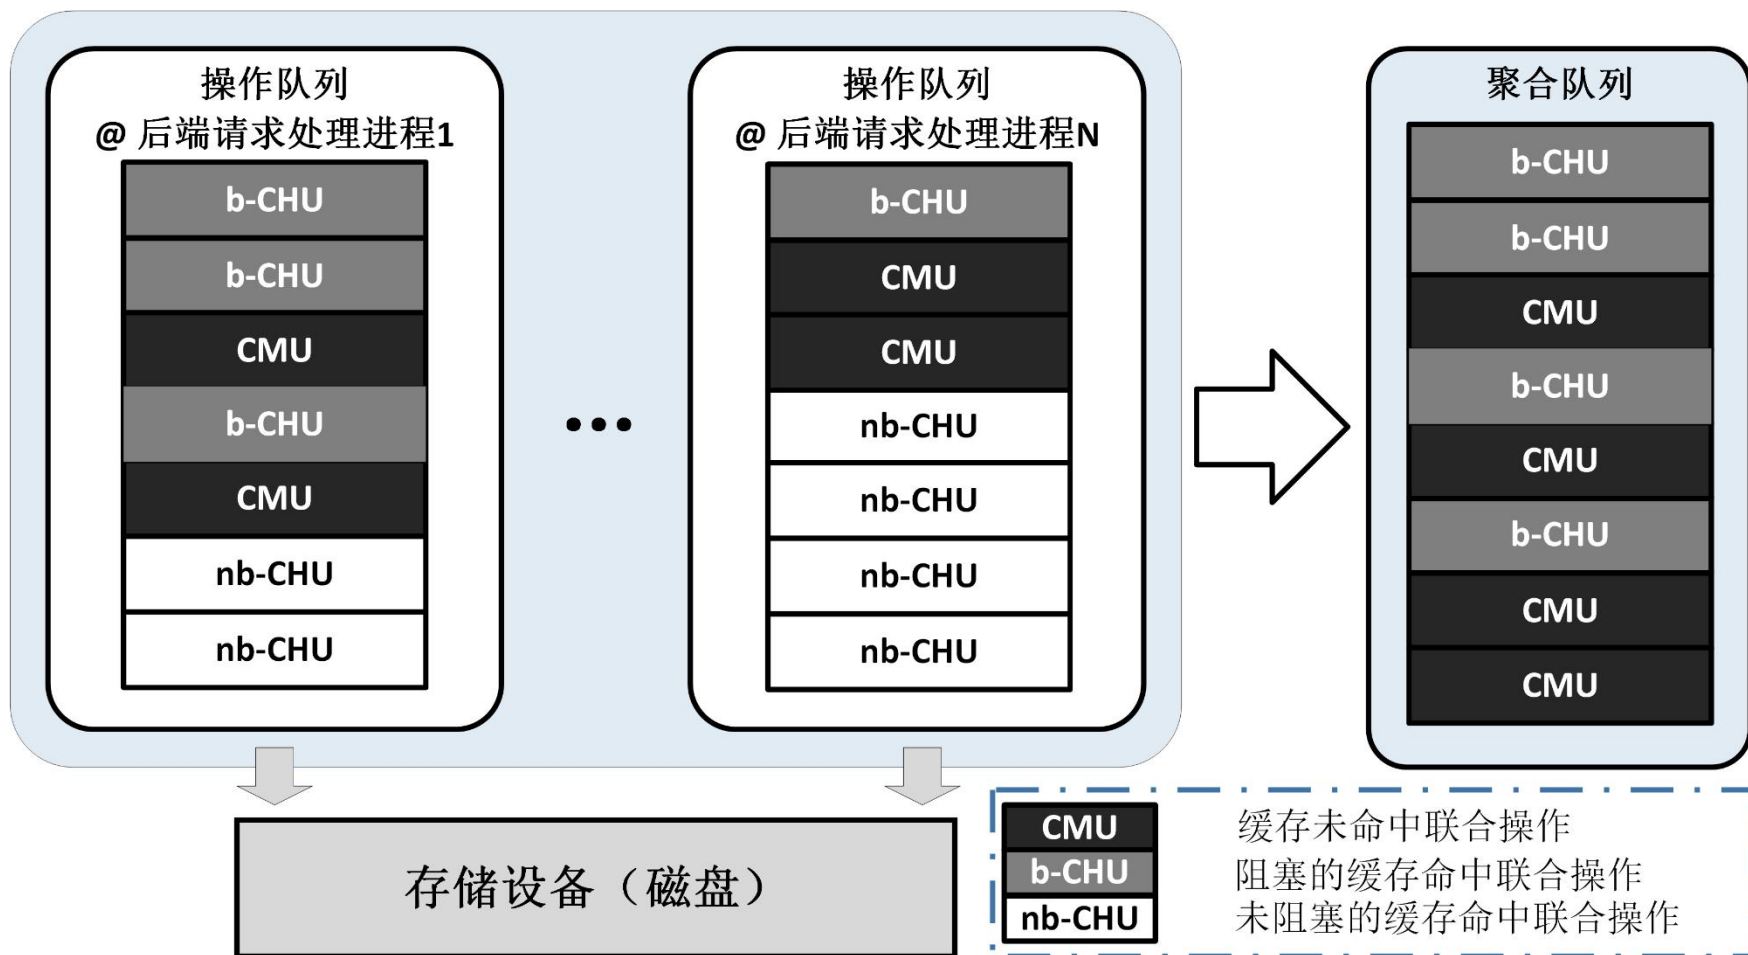 操作队列
@ 后端请求处理进程1
b-CHU
b-CHU
CMU
b-CHU
CMU
nb-CHU
nb-CHU
•••
操作队列
@ 后端请求处理进程N
b-CHU
CMU
CMU
nb-CHU
nb-CHU
nb-CHU
nb-CHU
聚合队列
b-CHU
b-CHU
CMU
b-CHU
CMU
b-CHU
CMU
CMU
存储设备（磁盘）
CMU 缓存未命中联合操作
b-CHU 阻塞的缓存命中联合操作
nb-CHU 未阻塞的缓存命中联合操作